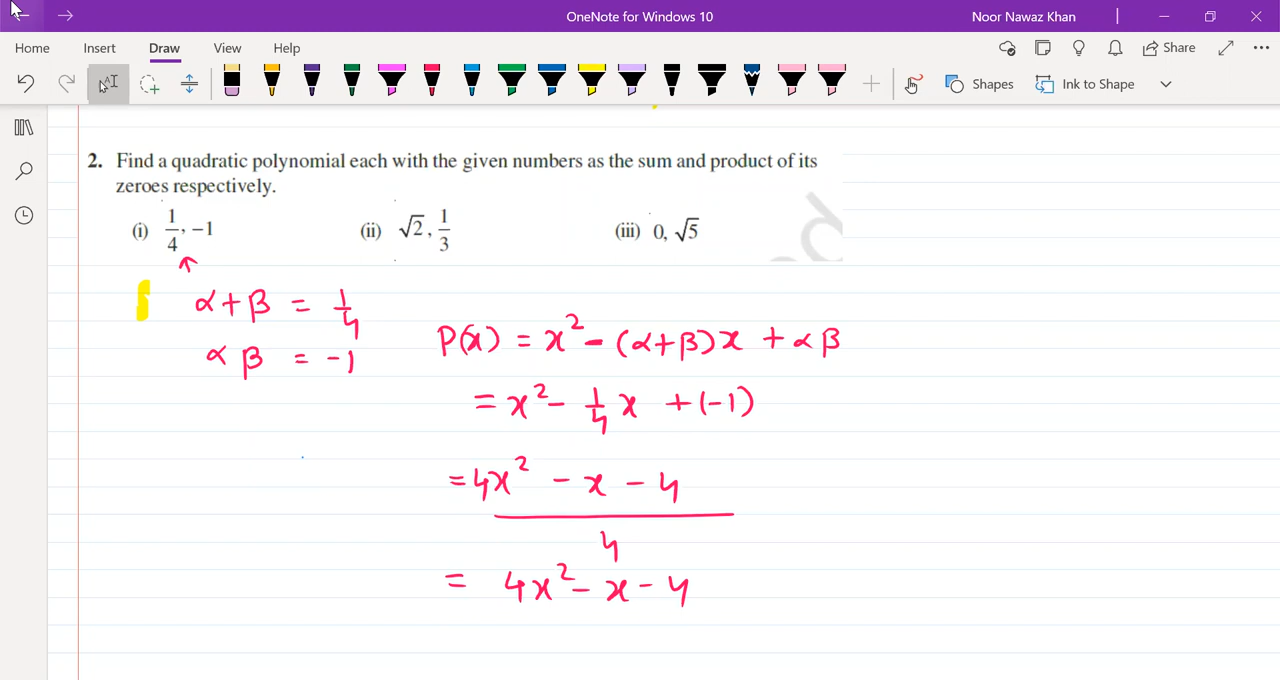 OneNote for Windows 10
Noor Nawaz Khan
Home Insert Draw View Help
Share
Shapes
Ink to Shape
2. Find a quadratic polynomial each with the given numbers as the sum and product of its
zeroes respectively.
(i) 1/4, −1 (ii) √2, 1/3 (iii) 0, √5
α+β = 1/4
αβ = −1
P(x) = x² − (α+β)x + αβ
= x² − 1/4 x + (−1)
= 4x² − x − 4
4
= 4x² − x − 4